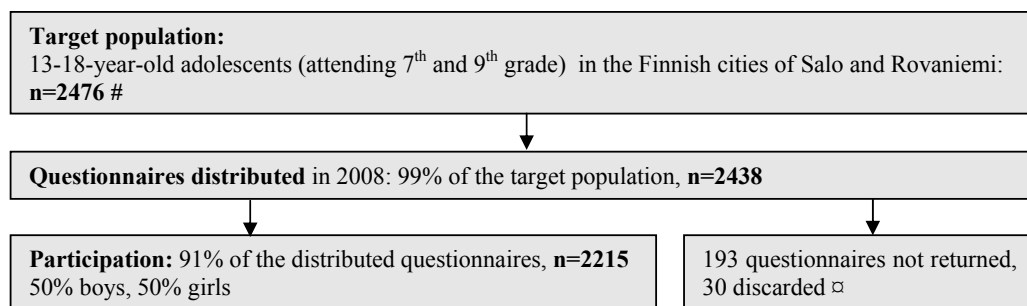 Target population:
13-18-year-old adolescents (attending 7th and 9th grade) in the Finnish cities of Salo and Rovaniemi:
n=2476 #
Questionnaires distributed in 2008: 99% of the target population, n=2438
Participation: 91% of the distributed questionnaires, n=2215
50% boys, 50% girls
193 questionnaires not returned,
30 discarded ¤